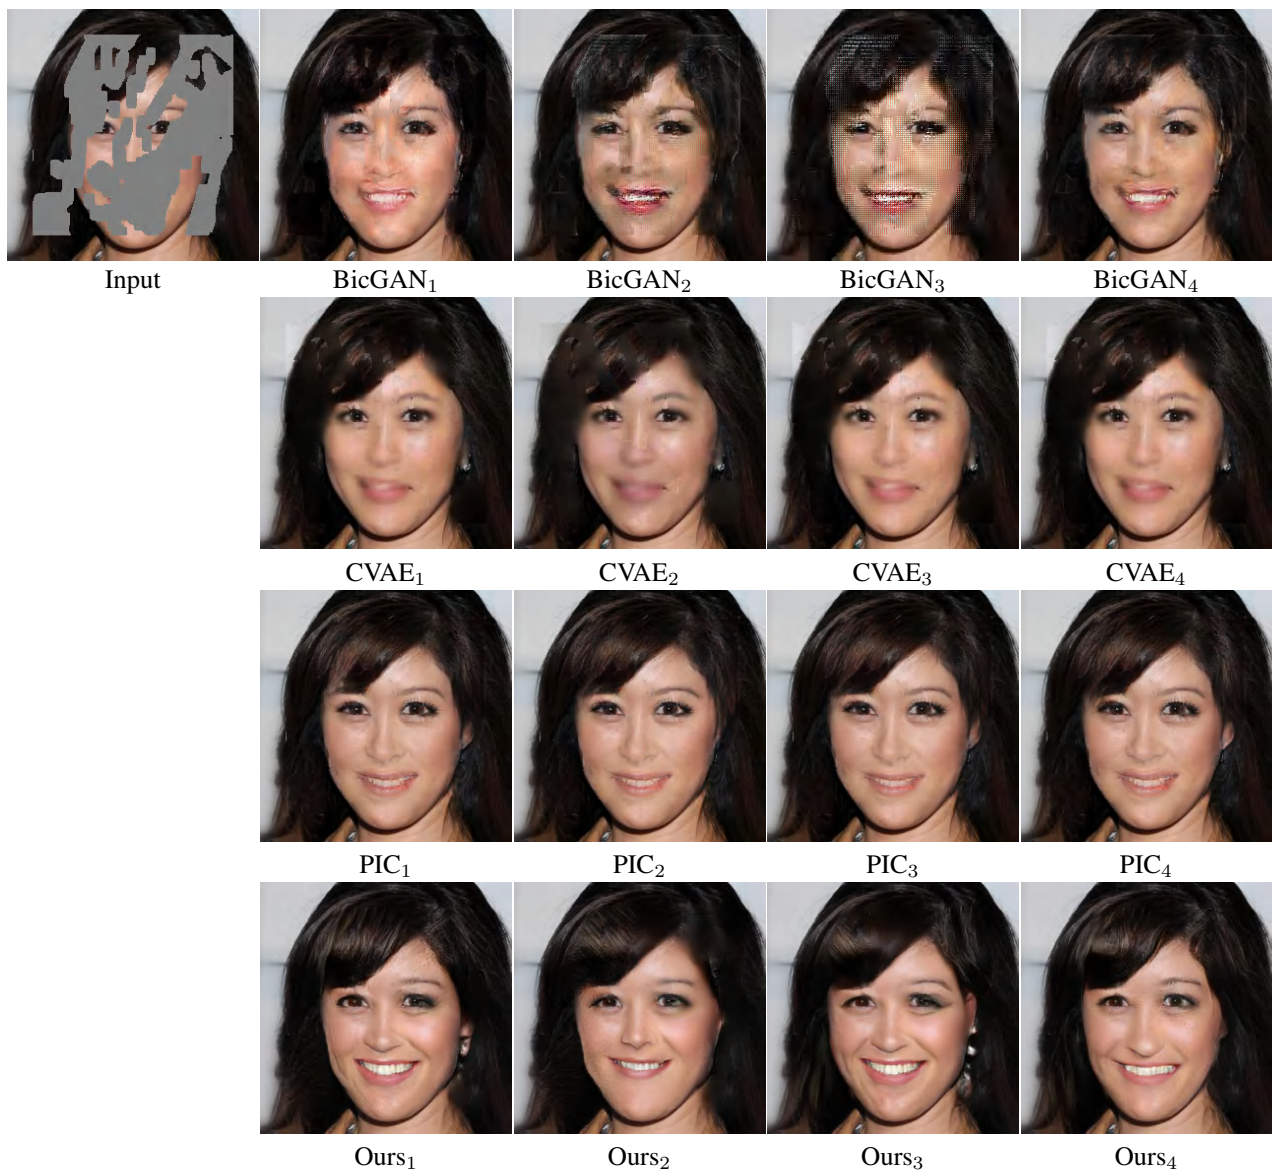 Input BicGAN₁ BicGAN₂ BicGAN₃ BicGAN₄
CVAE₁ CVAE₂ CVAE₃ CVAE₄
PIC₁ PIC₂ PIC₃ PIC₄
Ours₁ Ours₂ Ours₃ Ours₄